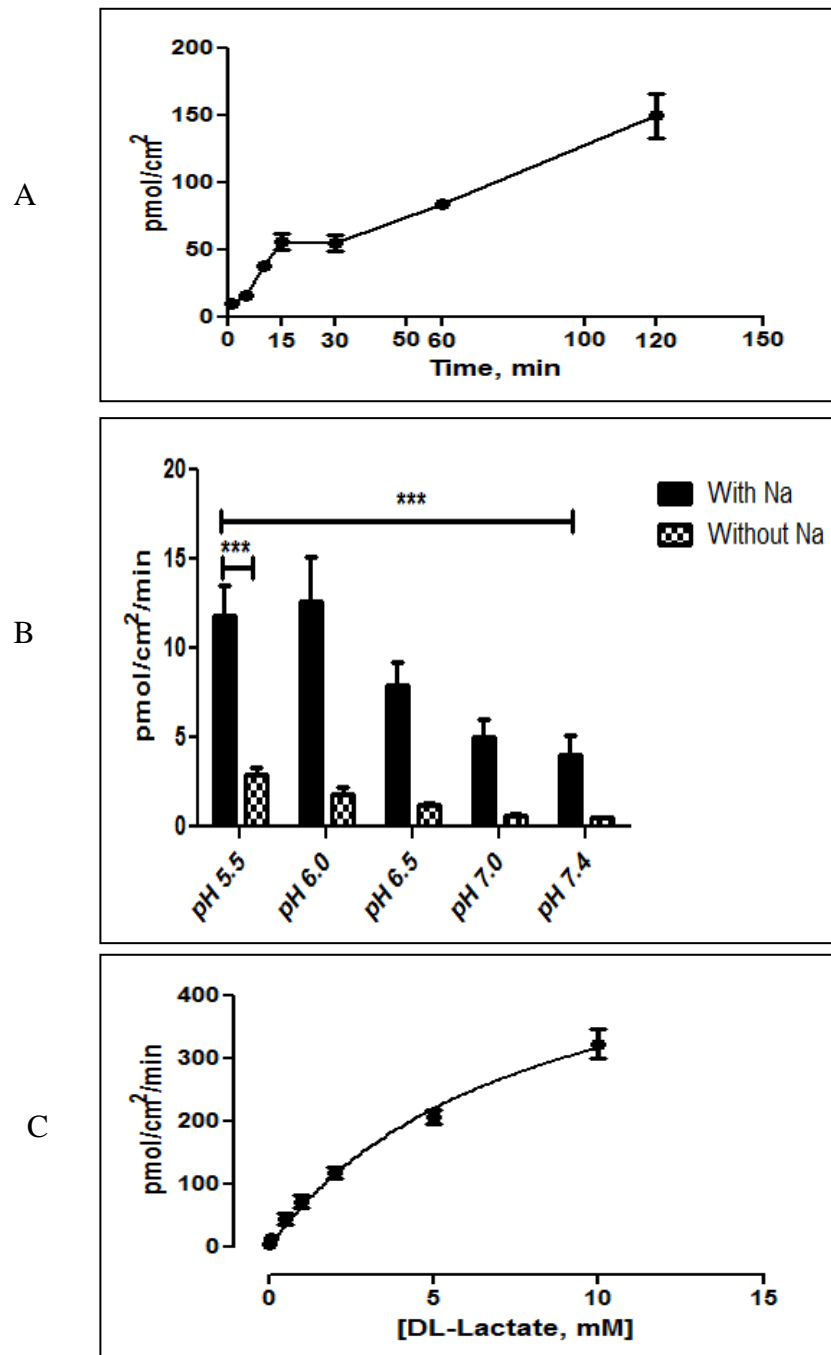 A
200
150
100
50
0
pmol/cm²
0 15 30 50 60 100 120 150
Time, min
B
20
15
10
5
0
pmol/cm²/min
***
***
With Na
Without Na
pH 5.5 pH 6.0 pH 6.5 pH 7.0 pH 7.4
C
400
300
200
100
0
pmol/cm²/min
0 5 10 15
[DL-Lactate, mM]